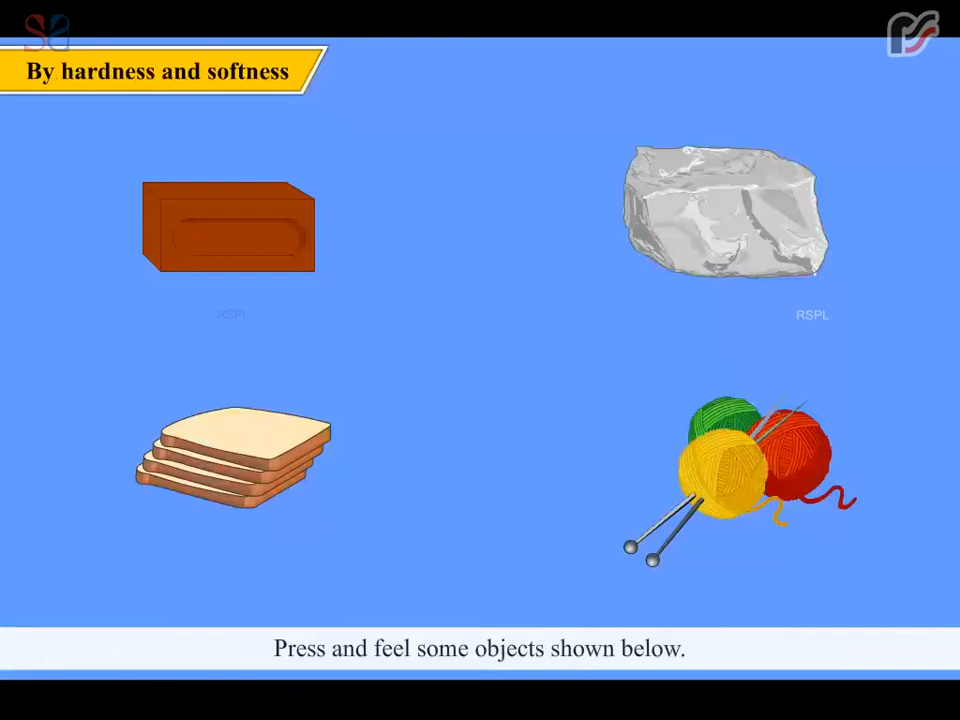 By hardness and softness
RSPL
RSPL
Press and feel some objects shown below.